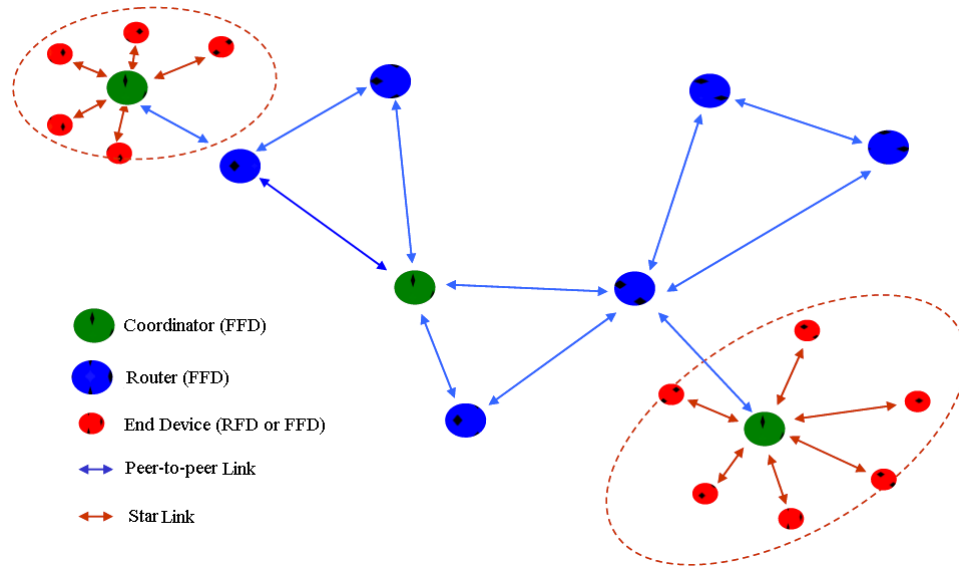 Coordinator (FFD)
Router (FFD)
End Device (RFD or FFD)
Peer-to-peer Link
Star Link